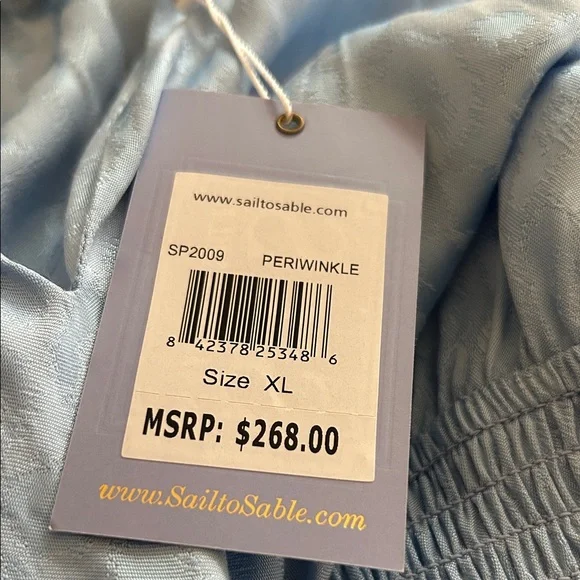 www.sailtosable.com
SP2009 PERIWINKLE
8 42378 25348 6
Size XL
MSRP: $268.00
www.SailtoSable.com